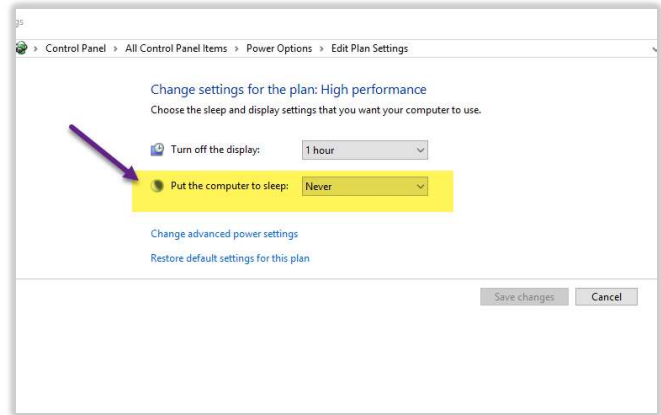 gs
Control Panel > All Control Panel Items > Power Options > Edit Plan Settings
Change settings for the plan: High performance
Choose the sleep and display settings that you want your computer to use.
Turn off the display: 1 hour
Put the computer to sleep: Never
Change advanced power settings
Restore default settings for this plan
Save changes Cancel